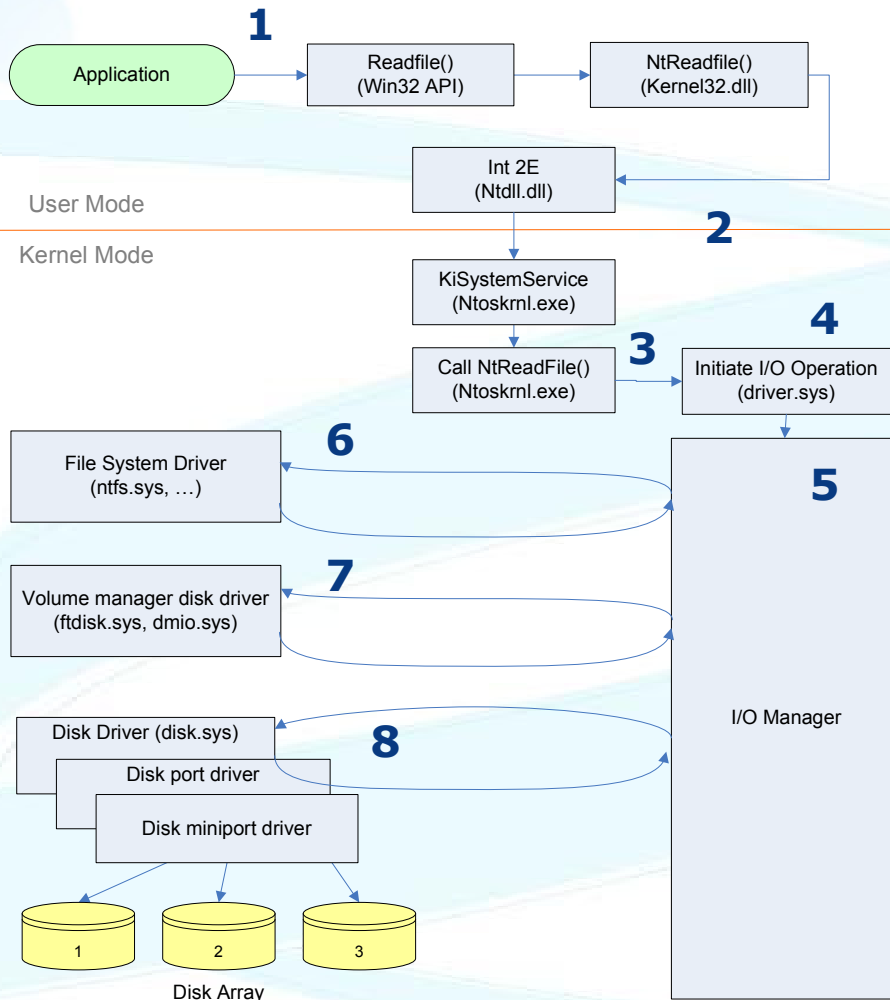 1
Application
Readfile()
(Win32 API)
NtReadfile()
(Kernel32.dll)
Int 2E
(Ntdll.dll)
User Mode
2
Kernel Mode
KiSystemService
(Ntoskrnl.exe)
4
3
Call NtReadFile()
(Ntoskrnl.exe)
Initiate I/O Operation
(driver.sys)
6
File System Driver
(ntfs.sys, …)
5
7
Volume manager disk driver
(ftdisk.sys, dmio.sys)
I/O Manager
Disk Driver (disk.sys)
8
Disk port driver
Disk miniport driver
1
2
3
Disk Array